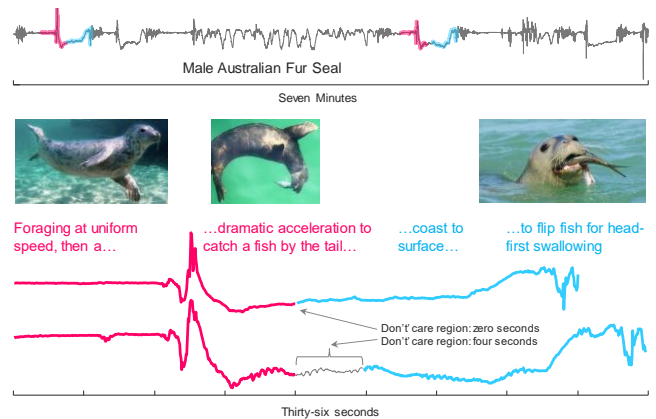 Male Australian Fur Seal
Seven Minutes
Foraging at uniform
speed, then a…
…dramatic acceleration to
catch a fish by the tail…
…coast to
surface…
…to flip fish for head-
first swallowing
Don't' care region: zero seconds
Don't' care region: four seconds
Thirty-six seconds